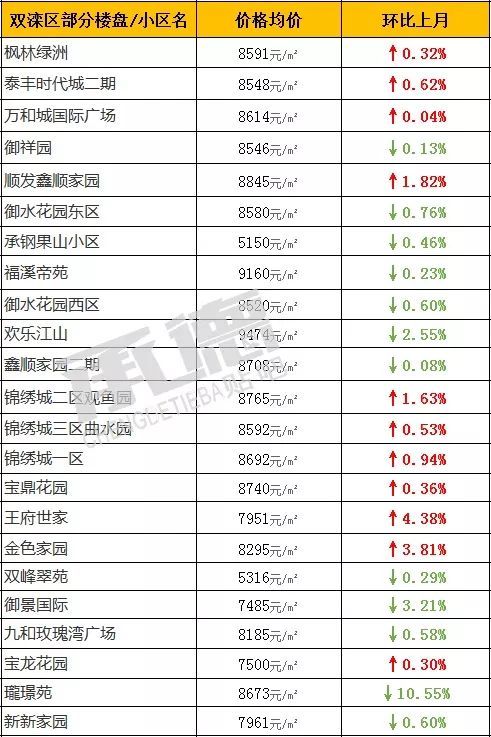 双滦区部分楼盘/小区名 价格均价 环比上月
枫林绿洲 8591元/㎡ ↑0.32%
泰丰时代城二期 8548元/㎡ ↑0.62%
万和城国际广场 8614元/㎡ ↑0.04%
御祥园 8546元/㎡ ↓0.13%
顺发鑫顺家园 8845元/㎡ ↑1.82%
御水花园东区 8580元/㎡ ↓0.76%
承钢果山小区 5150元/㎡ ↓0.46%
福溪帝苑 9160元/㎡ ↓0.23%
御水花园西区 8520元/㎡ ↓0.60%
欢乐江山 9474元/㎡ ↓2.55%
鑫顺家园二期 8708元/㎡ ↓0.08%
锦绣城二区观鱼园 8765元/㎡ ↑1.63%
锦绣城三区曲水园 8592元/㎡ ↑0.53%
锦绣城一区 8692元/㎡ ↑0.94%
宝鼎花园 8740元/㎡ ↑0.36%
王府世家 7951元/㎡ ↑4.38%
金色家园 8295元/㎡ ↑3.81%
双峰翠苑 5316元/㎡ ↓0.29%
御景国际 7485元/㎡ ↓3.21%
九和玫瑰湾广场 8185元/㎡ ↓0.58%
宝龙花园 7500元/㎡ ↑0.30%
瓏璟苑 8673元/㎡ ↓10.55%
新新家园 7961元/㎡ ↓0.60%
承德
CHENGDETIEBA贴吧